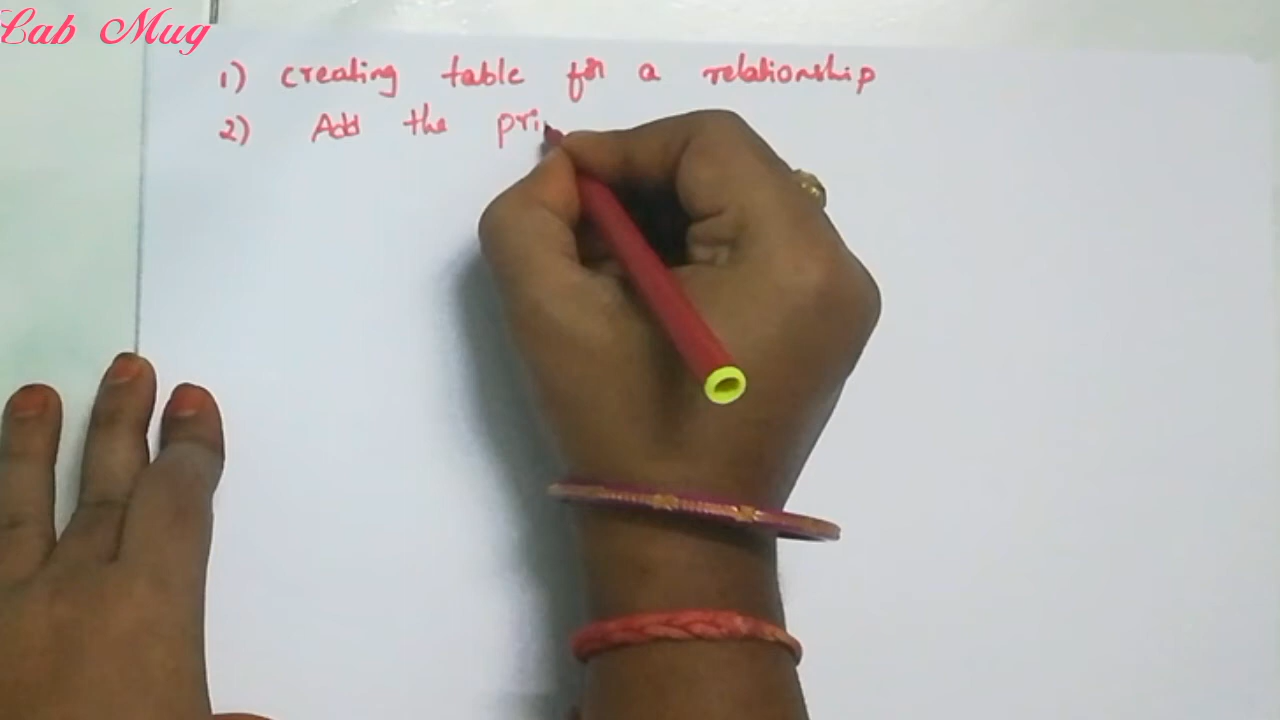 Lab Mug
1) creating table for a relationship
2) Add the pri